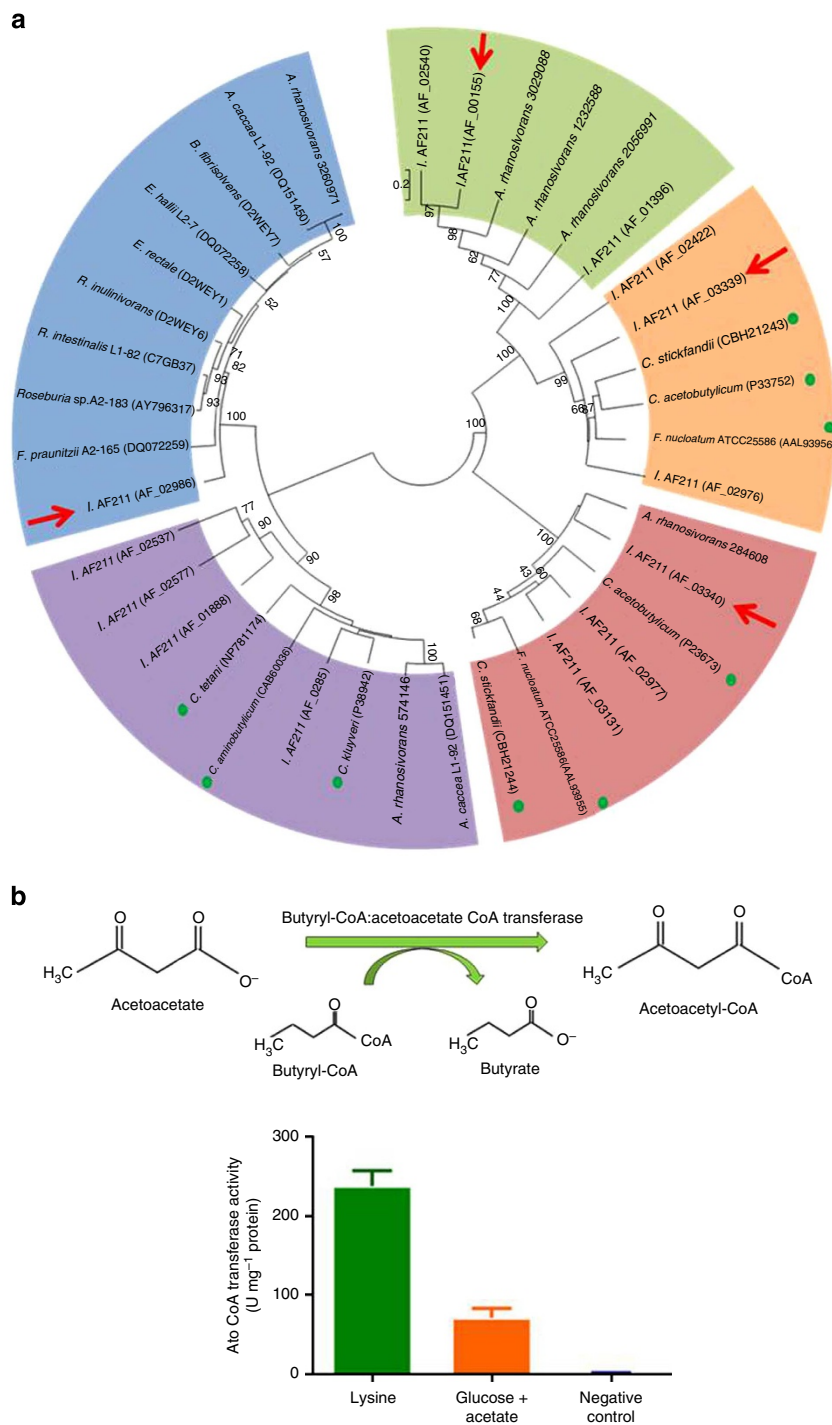 a
A. rhanosivorans 3260971
A. caccae L1-92 (DQ151450)
B. fibrisolvens (D2WEY7)
E. hallii L2-7 (DQ072258)
E. rectale (D2WEY1)
R. inulinivorans (D2WEY6)
R. intestinalis L1-82 (C7GB37)
Roseburia sp.A2-183 (AY796317)
F. praunitzii A2-165 (DQ072259)
I. AF211 (AF_02986)
100
57
52
71
82
93
93
100
I. AF211 (AF_02540)
I.AF211(AF_00155)
A. rhanosivorans 3029088
A. rhanosivorans 1232588
A. rhanosivorans 2056991
I. AF211 (AF_01396)
0.2
97
98
62
77
100
100
100
I. AF211 (AF_02422)
I. AF211 (AF_03339)
C. stickfandii (CBH21243)
C. acetobutylicum (P33752)
F. nucloatum ATCC25586 (AAL93956
I. AF211 (AF_02976)
99
66
87
A. rhanosivorans 284608
I. AF211 (AF_03340)
C. acetobutylicum (P23673)
I. AF211 (AF_02977)
I. AF211 (AF_03131)
F. nucloatum ATCC25586(AAL93955)
C. stickfandii (CBH21244)
100
60
43
44
68
I. AF211 (AF_02537)
I. AF211 (AF_02577)
I. AF211 (AF_01888)
C. tetani (NP781174)
C. aminobutylicum (CAB60036)
I. AF211 (AF_0285)
C. kluyveri (P38942)
A. rhanosivorans 574146
A. caccea L1-92 (DQ151451)
77
90
90
98
100
b
Butyryl-CoA:acetoacetate CoA transferase
O O
H₃C O⁻
Acetoacetate
O
H₃C CoA
Butyryl-CoA
O
H₃C O⁻
Butyrate
O O
H₃C CoA
Acetoacetyl-CoA
Ato CoA transferase activity
(U mg⁻¹ protein)
300
200
100
0
Lysine
Glucose +
acetate
Negative
control